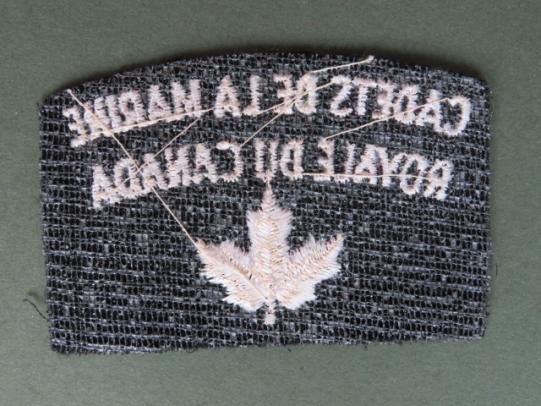 CADETS DE LA MARINE
ROYALE DU CANADA